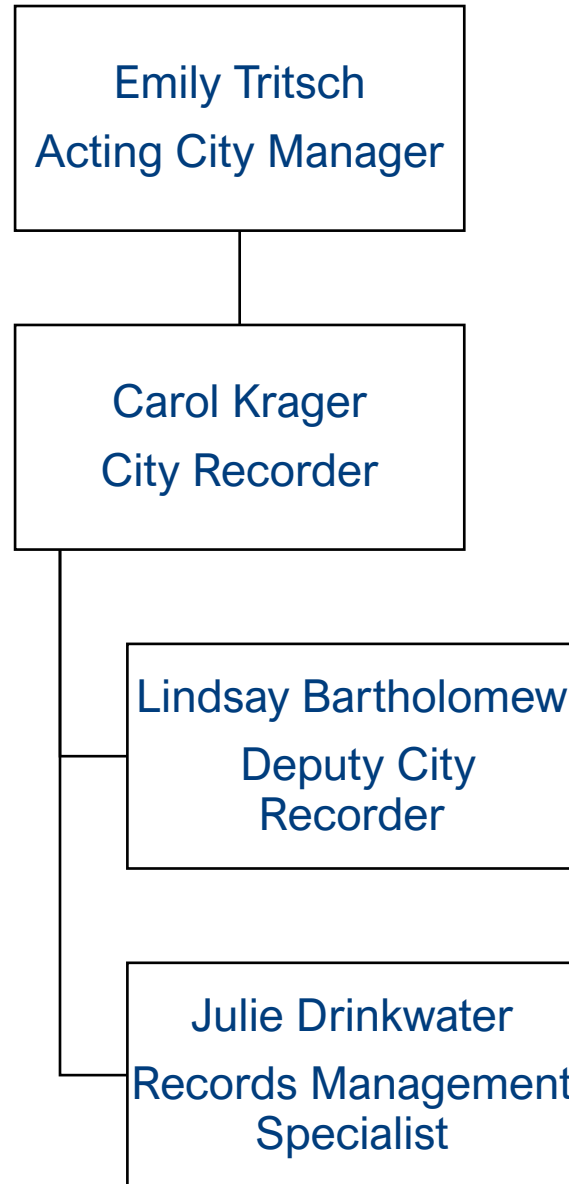 Emily Tritsch
Acting City Manager
Carol Krager
City Recorder
Lindsay Bartholomew
Deputy City
Recorder
Julie Drinkwater
Records Management
Specialist